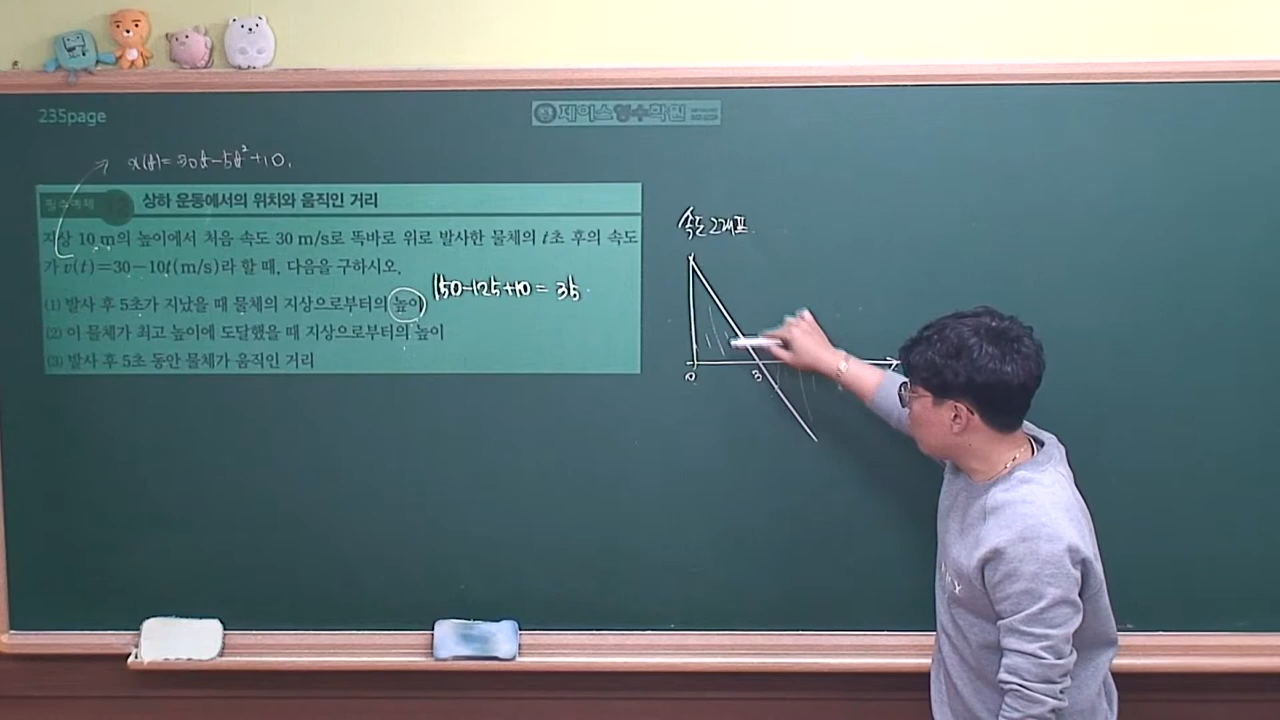 235page
제이스영수학원
x(t)=30t-5t²+10.
필수예제
상하 운동에서의 위치와 움직인 거리
지상 10 m의 높이에서 처음 속도 30 m/s로 똑바로 위로 발사한 물체의 t초 후의 속도
가 v(t)=30-10t(m/s)라 할 때, 다음을 구하시오.
(1) 발사 후 5초가 지났을 때 물체의 지상으로부터의 높이
150-125+10=35.
(2) 이 물체가 최고 높이에 도달했을 때 지상으로부터의 높이
(3) 발사 후 5초 동안 물체가 움직인 거리
속도그래프.
0 3